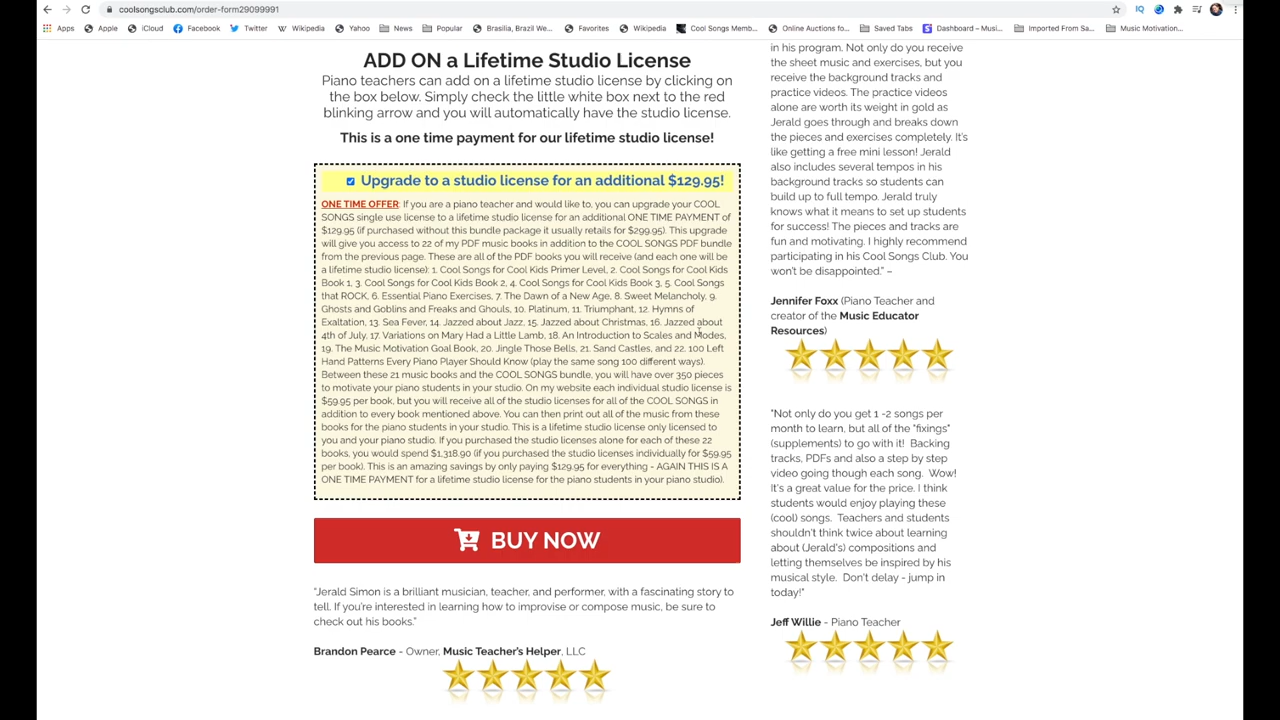 coolsongsclub.com/order-form29099991
Apps
Apple
iCloud
Facebook
Twitter
Wikipedia
Yahoo
News
Popular
Brasilia, Brazil We...
Favorites
Wikipedia
Cool Songs Memb...
Online Auctions fo...
Saved Tabs
Dashboard – Musi...
Imported From Sa...
Music Motivation...
ADD ON a Lifetime Studio License
Piano teachers can add on a lifetime studio license by clicking on
the box below. Simply check the little white box next to the red
blinking arrow and you will automatically have the studio license.
This is a one time payment for our lifetime studio license!
Upgrade to a studio license for an additional $129.95!
ONE TIME OFFER: If you are a piano teacher and would like to, you can upgrade your COOL
SONGS single use license to a lifetime studio license for an additional ONE TIME PAYMENT of
$129.95 (if purchased without this bundle package it usually retails for $299.95). This upgrade
will give you access to 22 of my PDF music books in addition to the COOL SONGS PDF bundle
from the previous page. These are all of the PDF books you will receive (and each one will be
a lifetime studio license): 1. Cool Songs for Cool Kids Primer Level, 2. Cool Songs for Cool Kids
Book 1, 3. Cool Songs for Cool Kids Book 2, 4. Cool Songs for Cool Kids Book 3, 5. Cool Songs
that ROCK, 6. Essential Piano Exercises, 7. The Dawn of a New Age, 8. Sweet Melancholy, 9.
Ghosts and Goblins and Freaks and Ghouls, 10. Platinum, 11. Triumphant, 12. Hymns of
Exaltation, 13. Sea Fever, 14. Jazzed about Jazz, 15. Jazzed about Christmas, 16. Jazzed about
4th of July, 17. Variations on Mary Had a Little Lamb, 18. An Introduction to Scales and Modes,
19. The Music Motivation Goal Book, 20. Jingle Those Bells, 21. Sand Castles, and 22. 100 Left
Hand Patterns Every Piano Player Should Know (play the same song 100 different ways).
Between these 21 music books and the COOL SONGS bundle, you will have over 350 pieces
to motivate your piano students in your studio. On my website each individual studio license is
$59.95 per book, but you will receive all of the studio licenses for all of the COOL SONGS in
addition to every book mentioned above. You can then print out all of the music from these
books for the piano students in your studio. This is a lifetime studio license only licensed to
you and your piano studio. If you purchased the studio licenses alone for each of these 22
books, you would spend $1,318.90 (if you purchased the studio licenses individually for $59.95
per book). This is an amazing savings by only paying $129.95 for everything - AGAIN THIS IS A
ONE TIME PAYMENT for a lifetime studio license for the piano students in your piano studio).
BUY NOW
"Jerald Simon is a brilliant musician, teacher, and performer, with a fascinating story to
tell. If you're interested in learning how to improvise or compose music, be sure to
check out his books."
Brandon Pearce - Owner, Music Teacher's Helper, LLC
in his program. Not only do you receive
the sheet music and exercises, but you
receive the background tracks and
practice videos. The practice videos
alone are worth its weight in gold as
Jerald goes through and breaks down
the pieces and exercises completely. It's
like getting a free mini lesson! Jerald
also includes several tempos in his
background tracks so students can
build up to full tempo. Jerald truly
knows what it means to set up students
for success! The pieces and tracks are
fun and motivating. I highly recommend
participating in his Cool Songs Club. You
won't be disappointed." –
Jennifer Foxx (Piano Teacher and
creator of the Music Educator
Resources)
"Not only do you get 1 -2 songs per
month to learn, but all of the "fixings"
(supplements) to go with it! Backing
tracks, PDFs and also a step by step
video going though each song. Wow!
It's a great value for the price. I think
students would enjoy playing these
(cool) songs. Teachers and students
shouldn't think twice about learning
about (Jerald's) compositions and
letting themselves be inspired by his
musical style. Don't delay - jump in
today!"
Jeff Willie - Piano Teacher